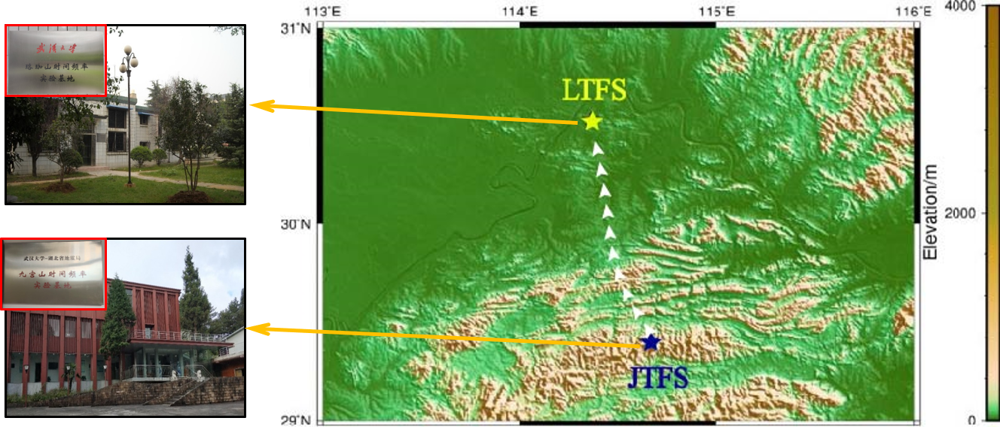 武漢大学
珞珈山时间频率
实验基地
武汉大学-湖北省地震局
九宫山时间频率
实验基地
113°E
114°E
115°E
116°E
31°N
30°N
29°N
LTFS
JTFS
4000
2000
0
Elevation/m